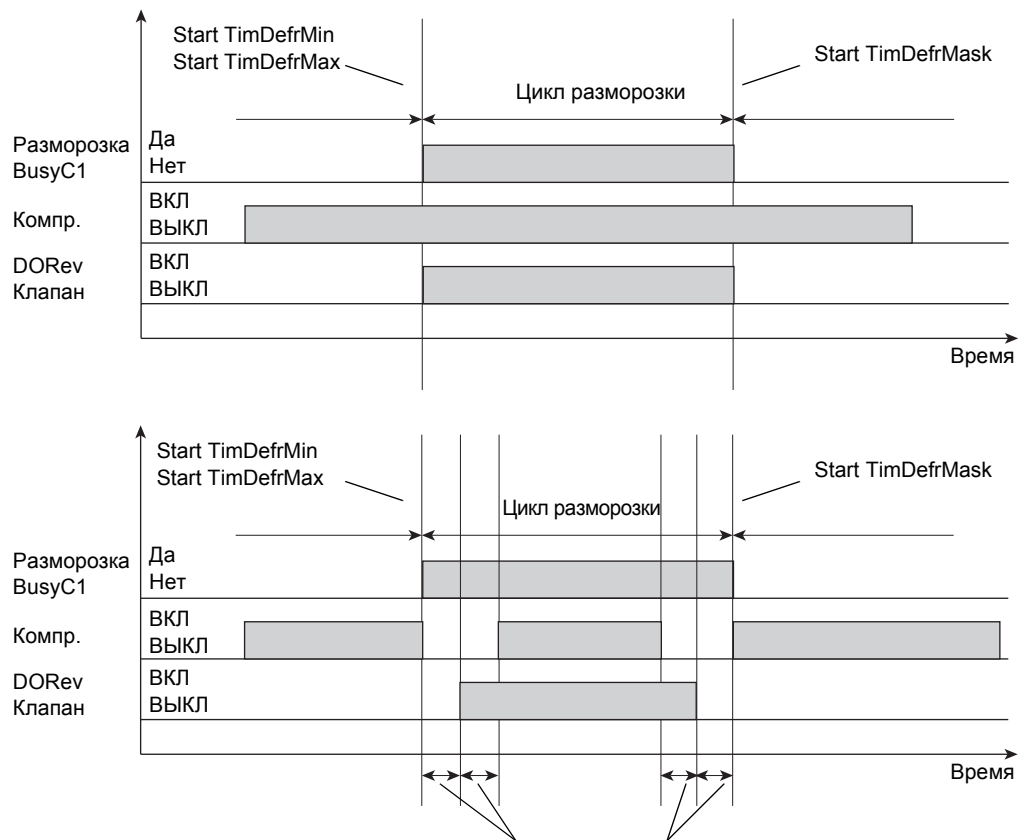 Start TimDefrMin
Start TimDefrMax
Start TimDefrMask
Цикл разморозки
Разморозка
BusyC1
Да
Нет
Компр.
ВКЛ
ВЫКЛ
DORev
Клапан
ВКЛ
ВЫКЛ
Время
Start TimDefrMin
Start TimDefrMax
Start TimDefrMask
Цикл разморозки
Разморозка
BusyC1
Да
Нет
Компр.
ВКЛ
ВЫКЛ
DORev
Клапан
ВКЛ
ВЫКЛ
Время